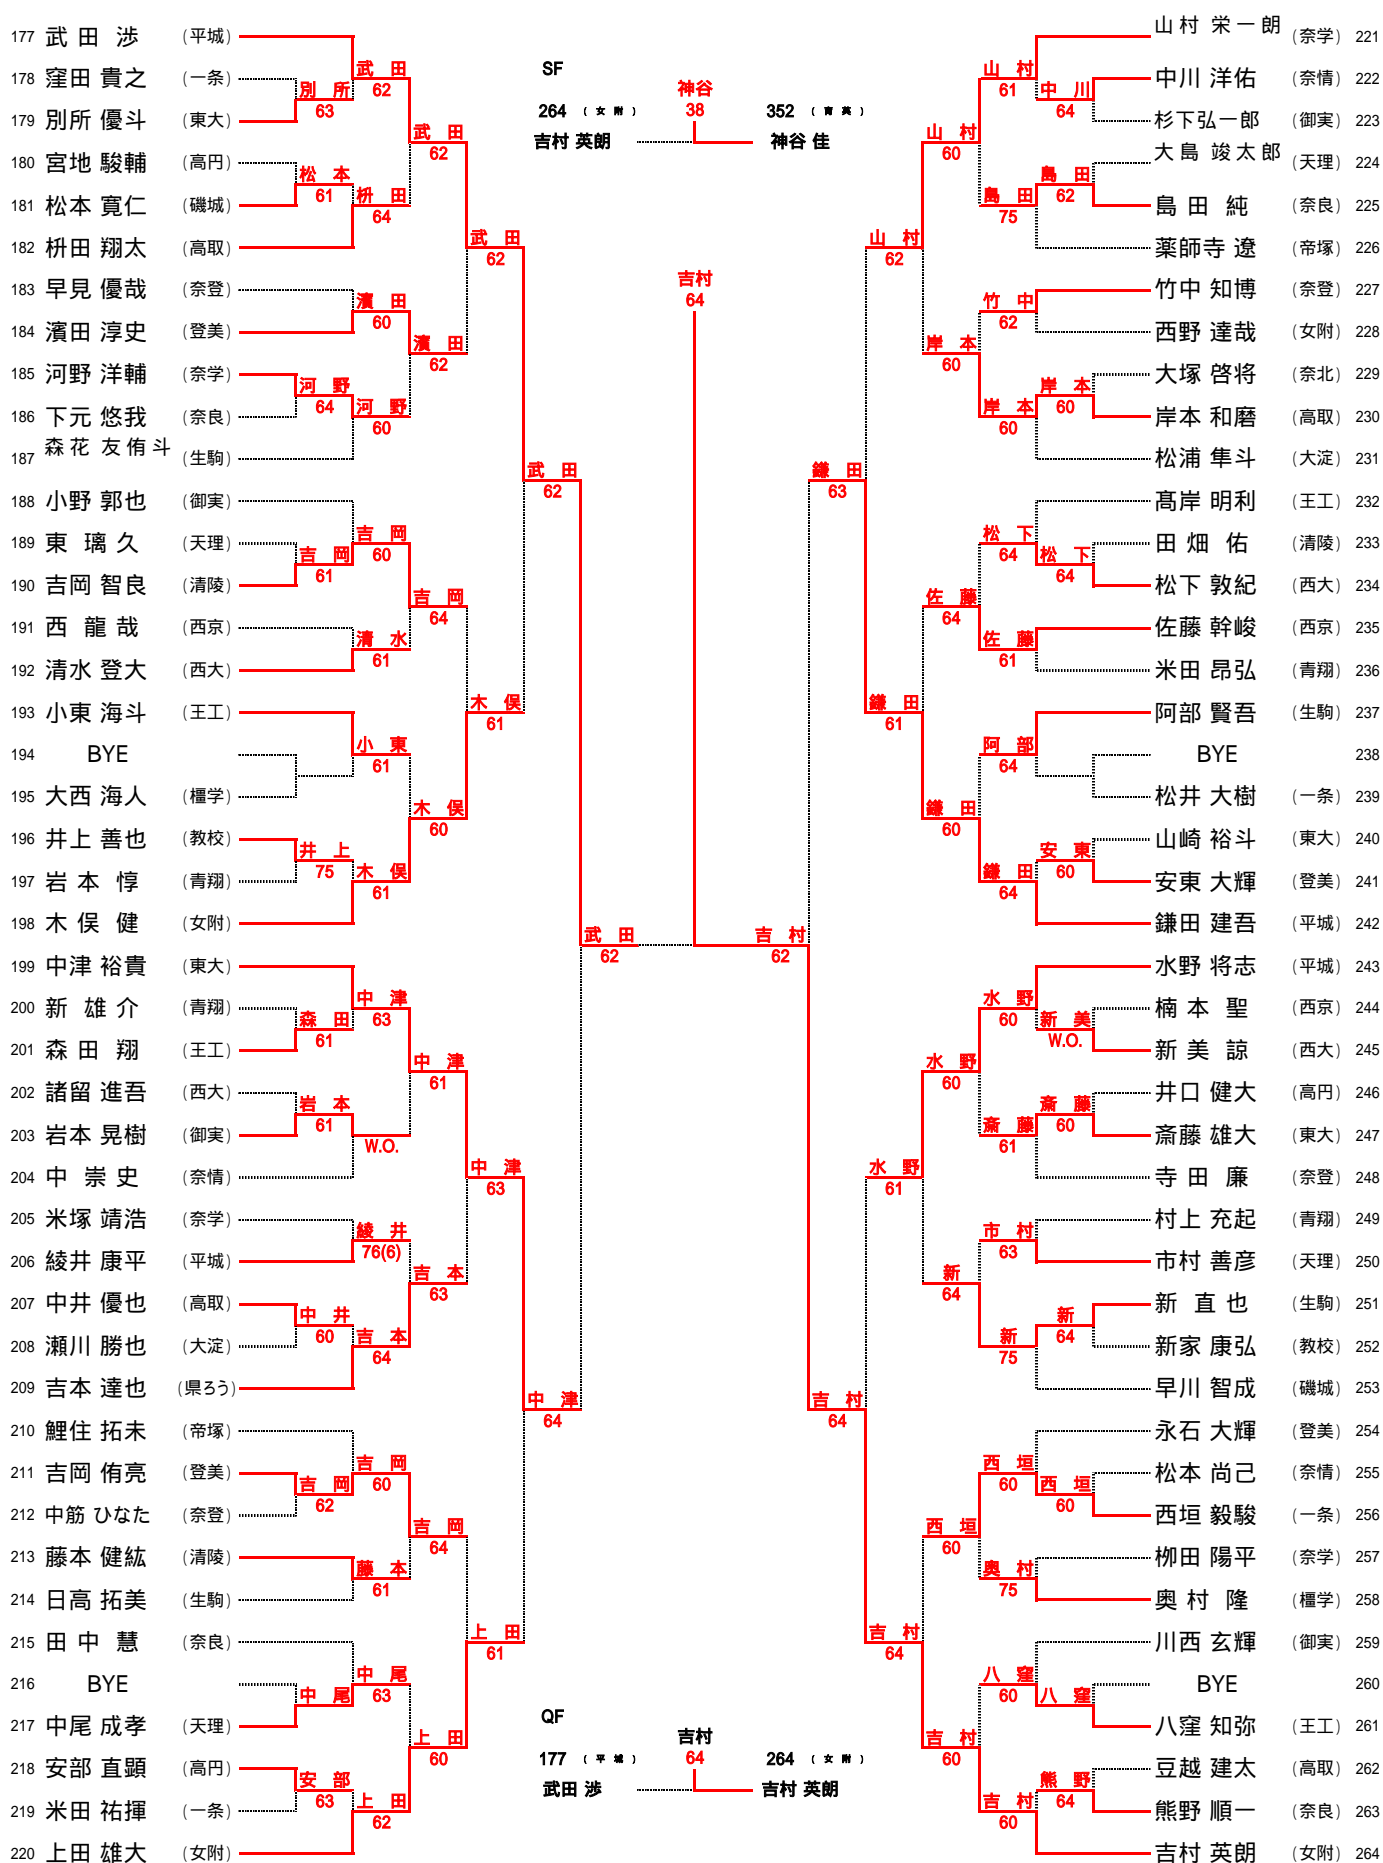 177 武田 渉 (平城)
178 窪田 貴之 (一条)
179 別所 優斗 (東大)
180 宮地 駿輔 (高円)
181 松本 寛仁 (磯城)
182 枡田 翔太 (高取)
183 早見 優哉 (奈登)
184 濱田 淳史 (登美)
185 河野 洋輔 (奈学)
186 下元 悠我 (奈良)
187 森花 友侑斗 (生駒)
188 小野 郭也 (御実)
189 東 璃久 (天理)
190 吉岡 智良 (清陵)
191 西 龍哉 (西京)
192 清水 登大 (西大)
193 小東 海斗 (王工)
194 BYE
195 大西 海人 (橿学)
196 井上 善也 (教校)
197 岩本 惇 (青翔)
198 木俣 健 (女附)
199 中津 裕貴 (東大)
200 新 雄介 (青翔)
201 森田 翔 (王工)
202 諸留 進吾 (西大)
203 岩本 晃樹 (御実)
204 中 崇史 (奈情)
205 米塚 靖浩 (奈学)
206 綾井 康平 (平城)
207 中井 優也 (高取)
208 瀬川 勝也 (大淀)
209 吉本 達也 (県ろう)
210 鯉住 拓未 (帝塚)
211 吉岡 侑亮 (登美)
212 中筋 ひなた (奈登)
213 藤本 健紘 (清陵)
214 日高 拓美 (生駒)
215 田中 慧 (奈良)
216 BYE
217 中尾 成孝 (天理)
218 安部 直顕 (高円)
219 米田 祐揮 (一条)
220 上田 雄大 (女附)
別所
63
松本
61
河野
64
吉岡
61
井上
75
森田
61
岩本
61
中井
60
吉岡
62
中尾
安部
63
武田
62
枡田
64
濱田
60
河野
60
吉岡
60
清水
61
小東
61
木俣
61
中津
63
W.O.
綾井
76(6)
吉本
64
吉岡
60
藤本
61
中尾
63
上田
62
武田
62
濱田
62
吉岡
64
木俣
60
中津
61
吉本
63
吉岡
64
上田
60
武田
62
木俣
61
中津
63
上田
61
武田
62
中津
64
武田
62
SF
神谷
264 (女附) 38 352 (育英)
吉村 英朗 神谷 佳
吉村
64
QF
吉村
177 (平城) 64 264 (女附)
武田 渉 吉村 英朗
吉村
62
鎌田
63
吉村
64
山村
62
鎌田
61
水野
61
吉村
64
山村
60
岸本
60
佐藤
64
鎌田
60
水野
60
新
64
西垣
60
吉村
60
山村
61
島田
75
竹中
62
岸本
60
松下
64
佐藤
61
阿部
64
鎌田
64
水野
60
斎藤
61
市村
63
新
75
西垣
60
奥村
75
八窪
60
吉村
60
中川
64
島田
62
岸本
60
松下
64
安東
60
新美
W.O.
斎藤
60
新
64
西垣
60
八窪
熊野
64
山村 栄一朗 (奈学) 221
中川 洋佑 (奈情) 222
杉下弘一郎 (御実) 223
大島 竣太郎 (天理) 224
島田 純 (奈良) 225
薬師寺 遼 (帝塚) 226
竹中 知博 (奈登) 227
西野 達哉 (女附) 228
大塚 啓将 (奈北) 229
岸本 和磨 (高取) 230
松浦 隼斗 (大淀) 231
髙岸 明利 (王工) 232
田畑 佑 (清陵) 233
松下 敦紀 (西大) 234
佐藤 幹峻 (西京) 235
米田 昂弘 (青翔) 236
阿部 賢吾 (生駒) 237
BYE 238
松井 大樹 (一条) 239
山崎 裕斗 (東大) 240
安東 大輝 (登美) 241
鎌田 建吾 (平城) 242
水野 将志 (平城) 243
楠本 聖 (西京) 244
新美 諒 (西大) 245
井口 健大 (高円) 246
斎藤 雄大 (東大) 247
寺田 廉 (奈登) 248
村上 充起 (青翔) 249
市村 善彦 (天理) 250
新 直也 (生駒) 251
新家 康弘 (教校) 252
早川 智成 (磯城) 253
永石 大輝 (登美) 254
松本 尚己 (奈情) 255
西垣 毅駿 (一条) 256
栁田 陽平 (奈学) 257
奥村 隆 (橿学) 258
川西 玄輝 (御実) 259
BYE 260
八窪 知弥 (王工) 261
豆越 建太 (高取) 262
熊野 順一 (奈良) 263
吉村 英朗 (女附) 264